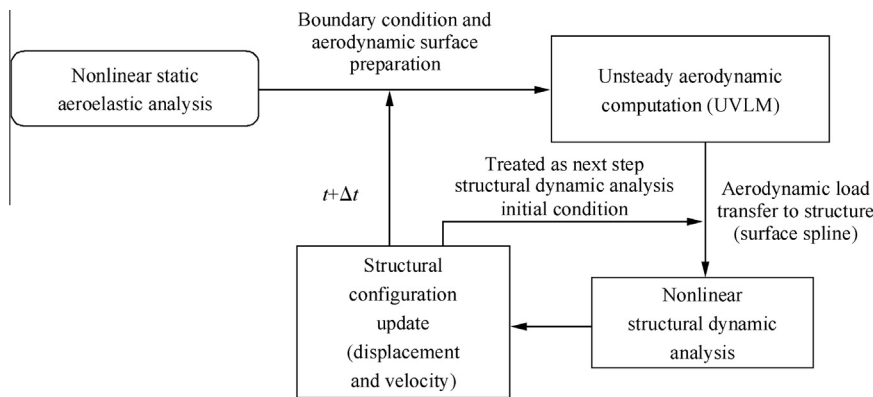 Boundary condition and
aerodynamic surface
preparation
Nonlinear static
aeroelastic analysis
Unsteady aerodynamic
computation (UVLM)
Treated as next step
structural dynamic analysis
initial condition
t+Δt
Aerodynamic load
transfer to structure
(surface spline)
Structural
configuration
update
(displacement
and velocity)
Nonlinear
structural dynamic
analysis